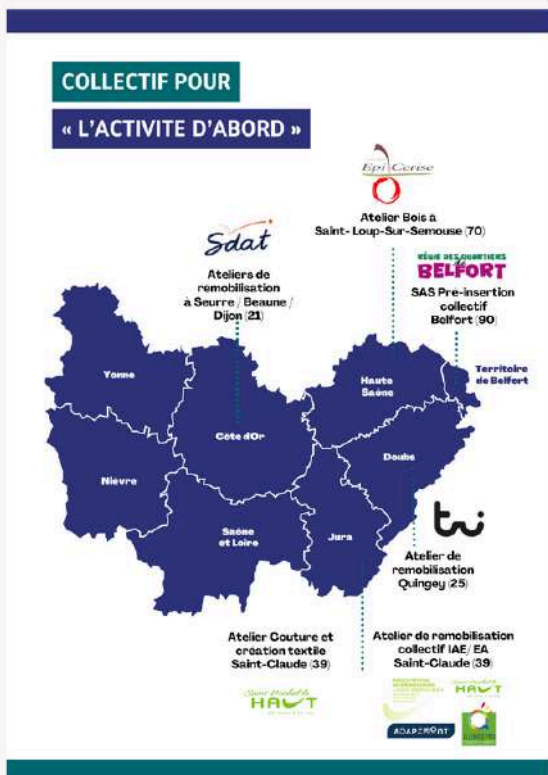 COLLECTIF POUR
« L'ACTIVITE D'ABORD »
Epi Cerise
Atelier Bois à
Saint- Loup-Sur-Semouse (70)
Sdat
Ateliers de
remobilisation
à Seurre / Beaune /
Dijon (21)
RÉGIE DES QUARTIERS
BELFORT
SAS Pré-insertion
collectif
Belfort (90)
Territoire
de Belfort
Yonne
Haute
Saône
Côte d'Or
Nièvre
Doubs
Saône
et Loire
Jura
tri
Atelier de
remobilisation
Quingey (25)
Atelier Couture et
création textile
Saint-Claude (39)
Atelier de remobilisation
collectif IAE/ EA
Saint-Claude (39)
HAUT
HAUT
ADAPEMONT